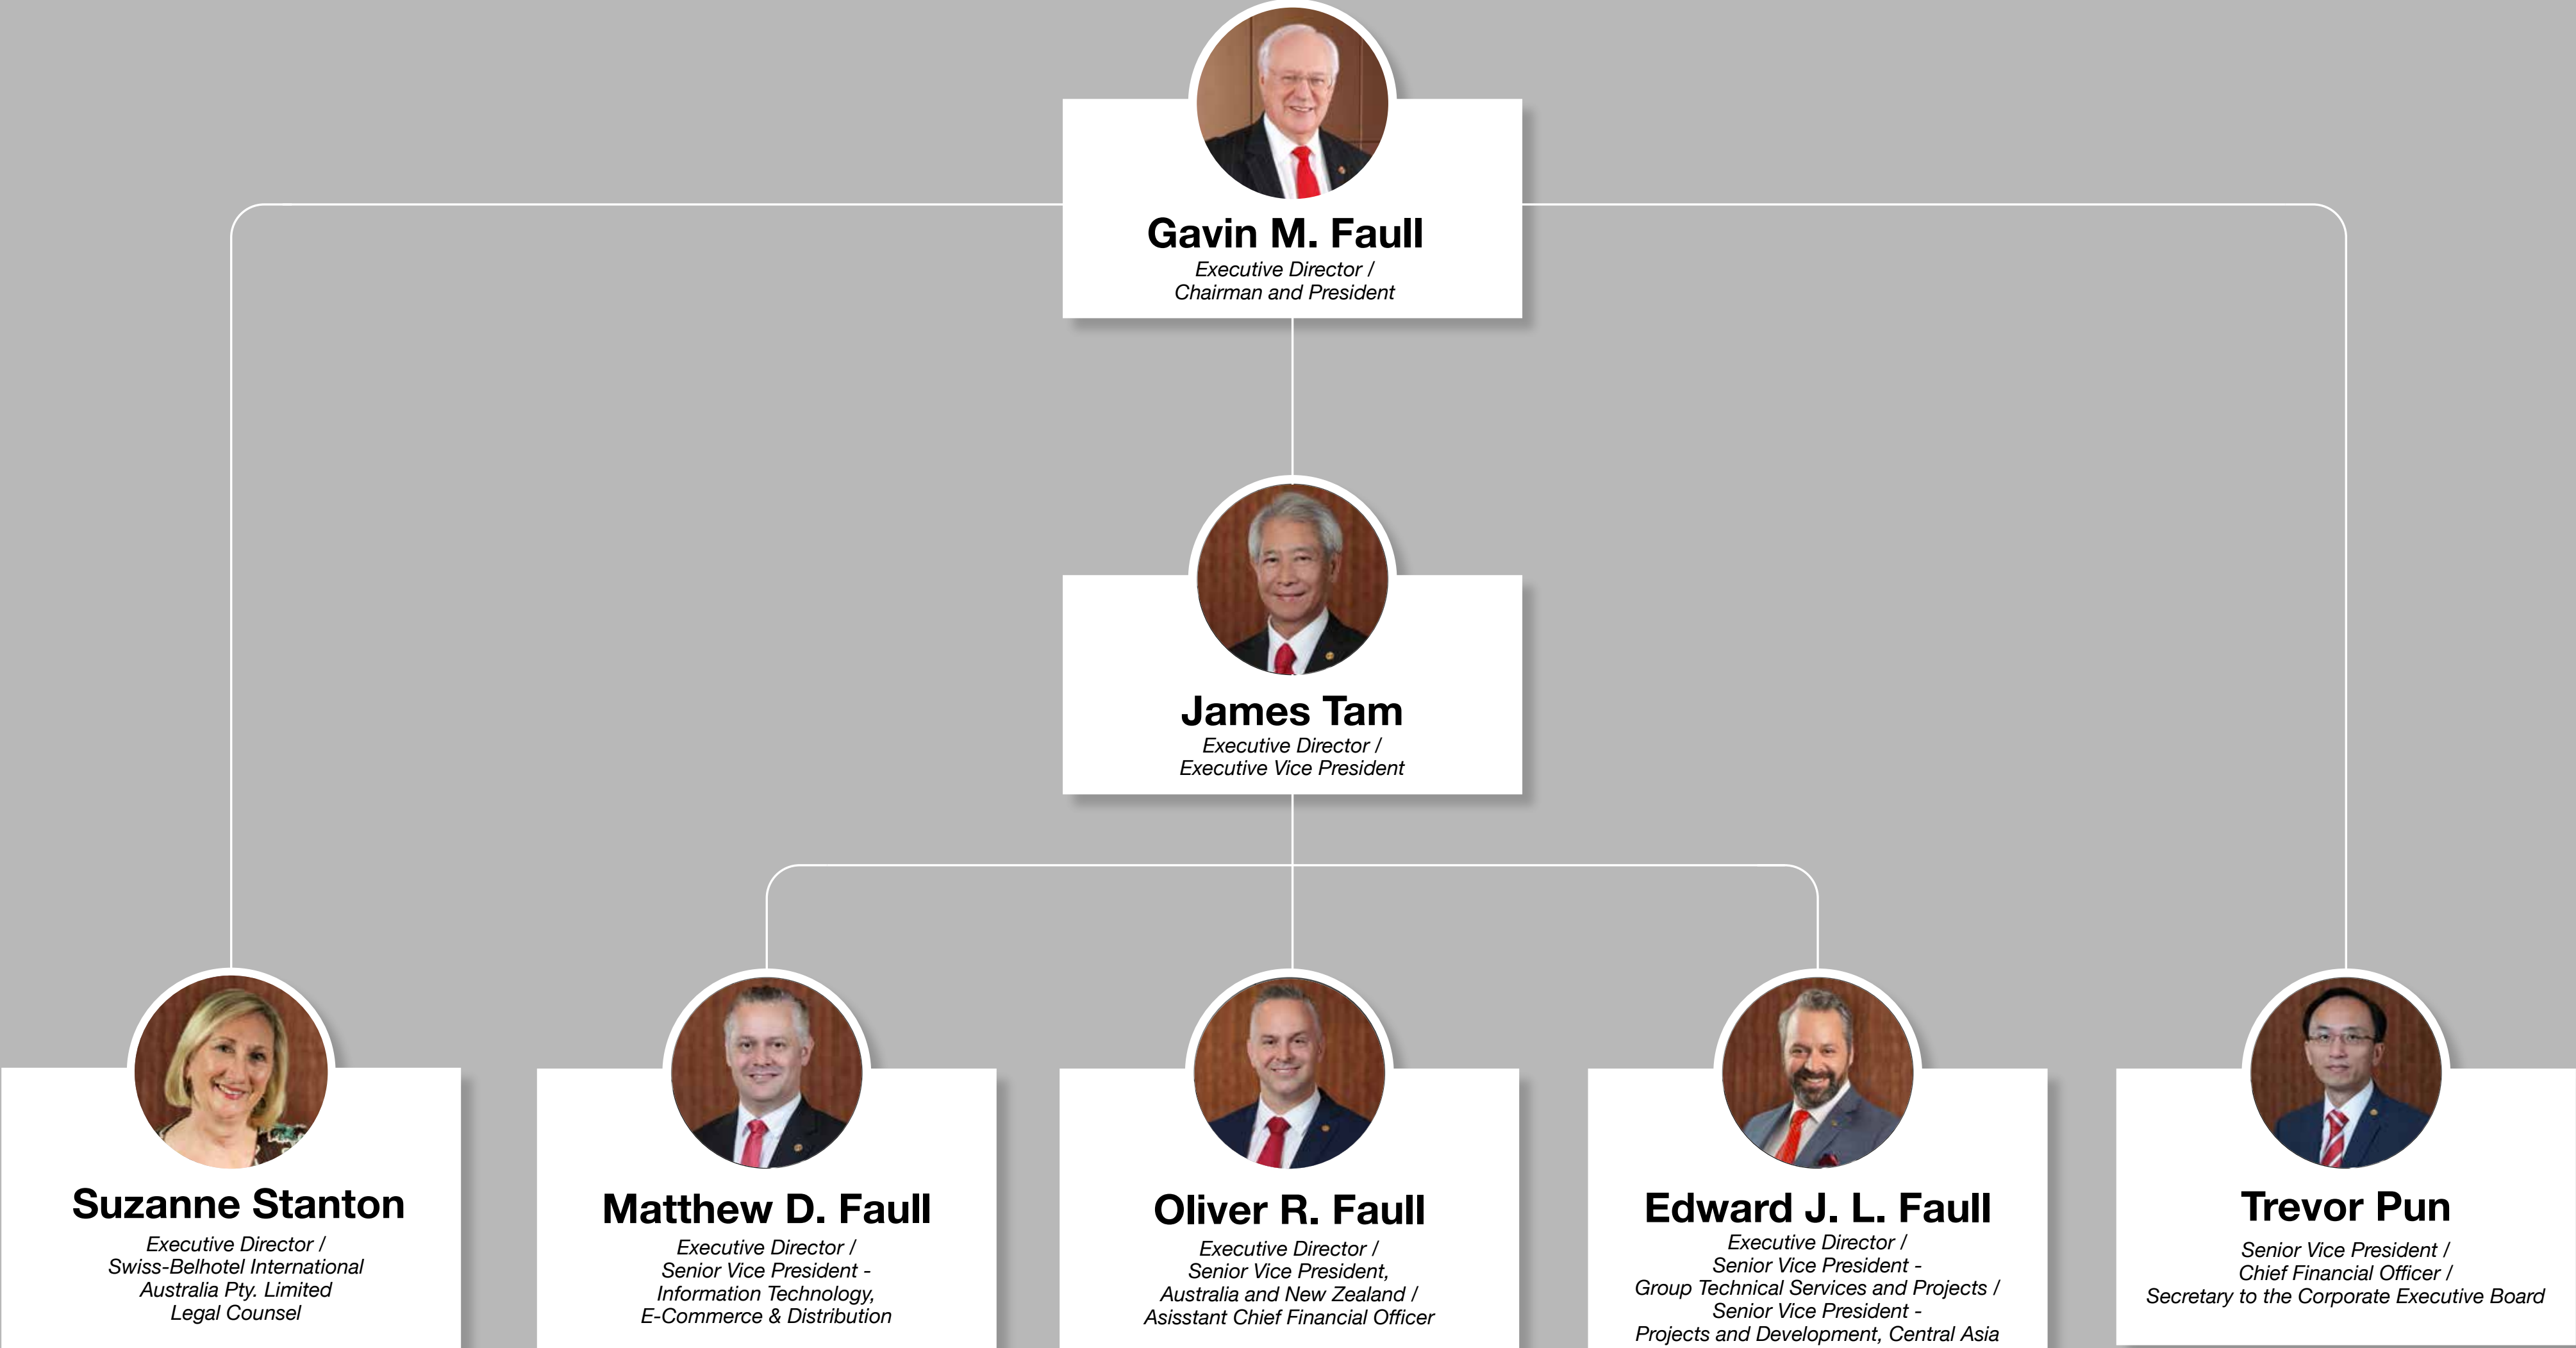 Gavin M. Faull
Executive Director /
Chairman and President
James Tam
Executive Director /
Executive Vice President
Suzanne Stanton
Executive Director /
Swiss-Belhotel International
Australia Pty. Limited
Legal Counsel
Matthew D. Faull
Executive Director /
Senior Vice President -
Information Technology,
E-Commerce & Distribution
Oliver R. Faull
Executive Director /
Senior Vice President,
Australia and New Zealand /
Asisstant Chief Financial Officer
Edward J. L. Faull
Executive Director /
Senior Vice President -
Group Technical Services and Projects /
Senior Vice President -
Projects and Development, Central Asia
Trevor Pun
Senior Vice President /
Chief Financial Officer /
Secretary to the Corporate Executive Board